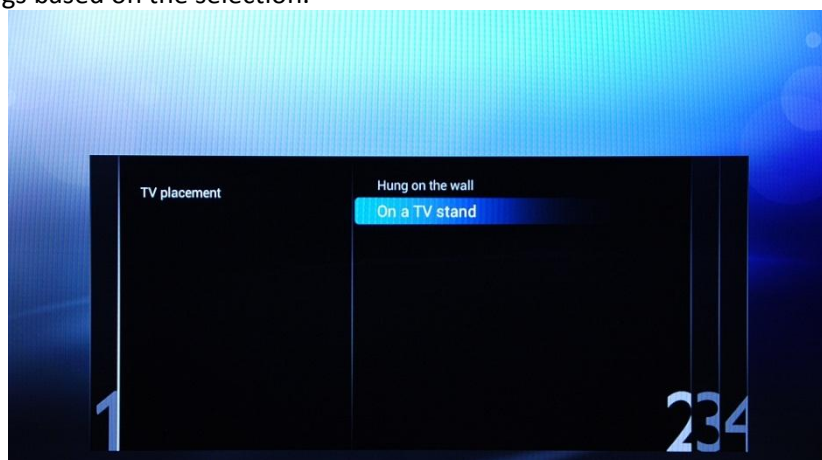 gs based on the selection.
TV placement
Hung on the wall
On a TV stand
1
234